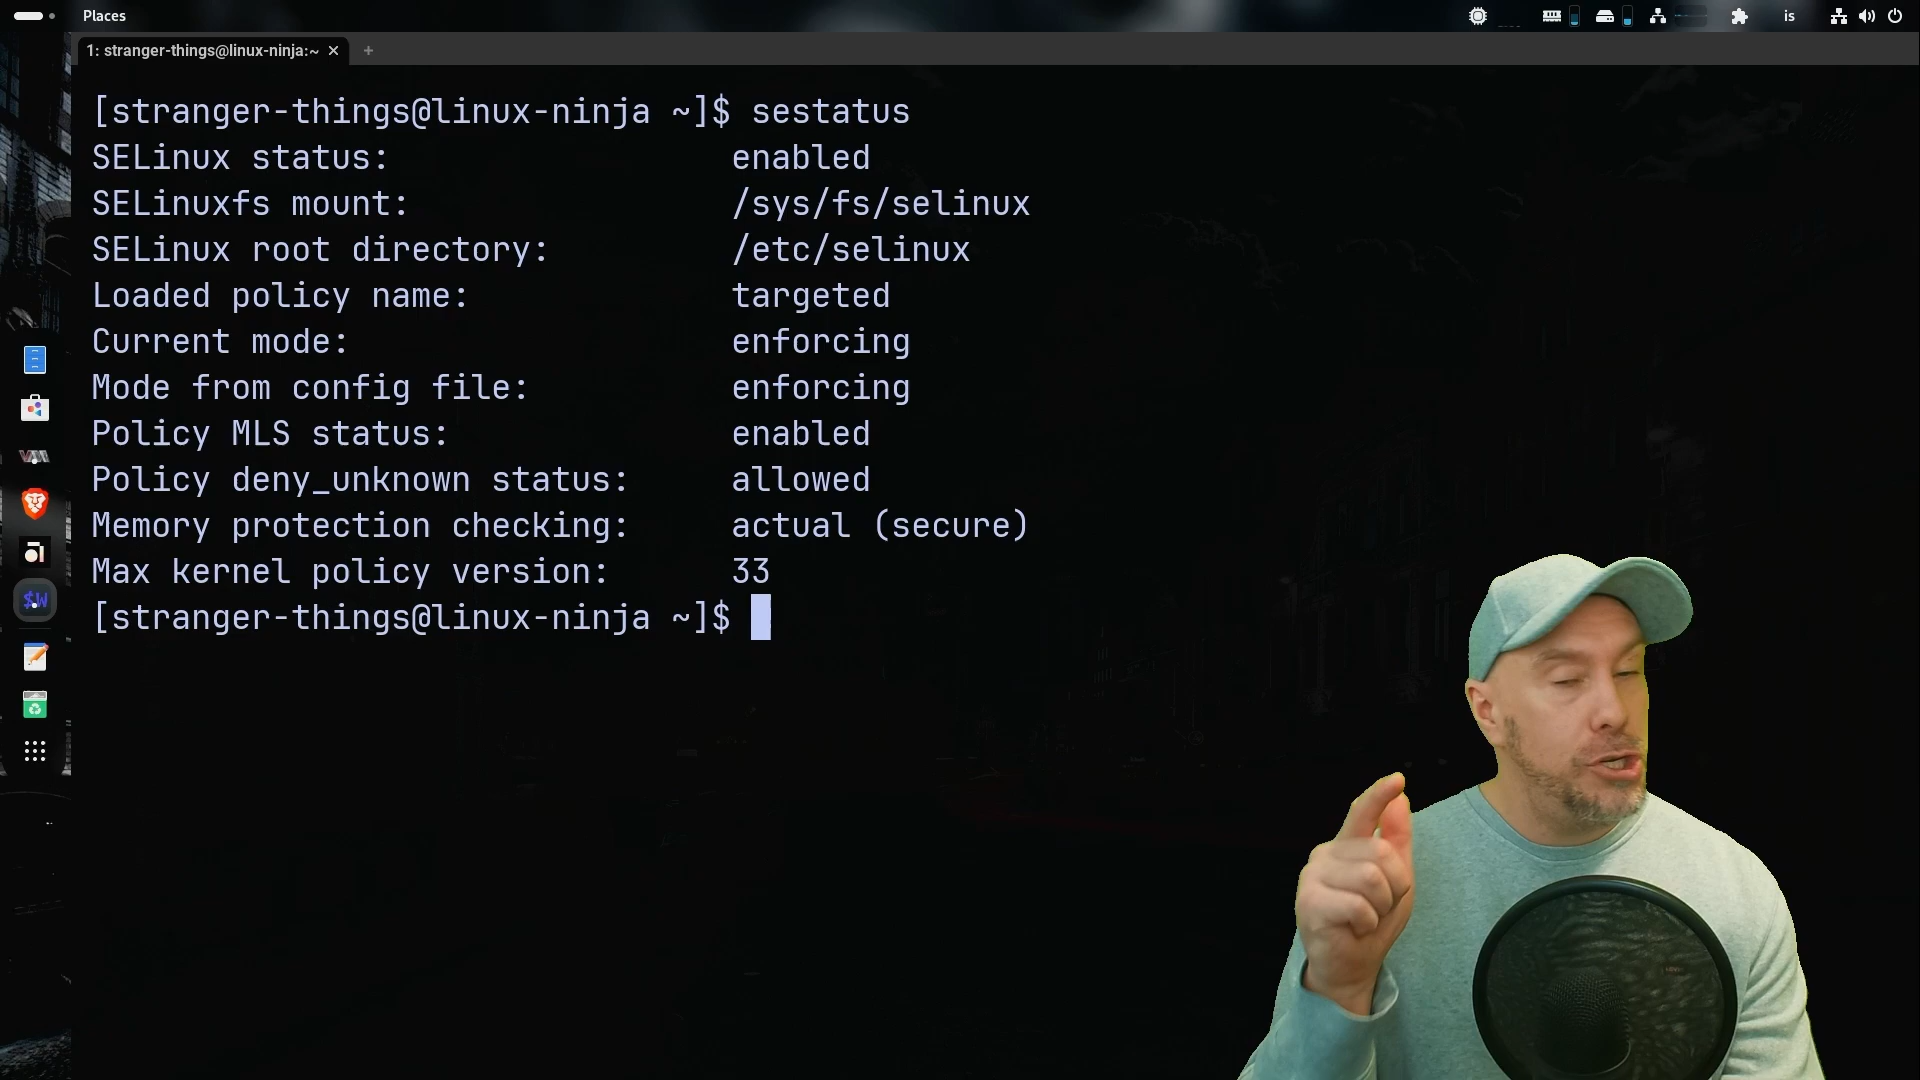 Places
is
1: stranger-things@linux-ninja:~ × +
[stranger-things@linux-ninja ~]$ sestatus
SELinux status: enabled
SELinuxfs mount: /sys/fs/selinux
SELinux root directory: /etc/selinux
Loaded policy name: targeted
Current mode: enforcing
Mode from config file: enforcing
Policy MLS status: enabled
Policy deny_unknown status: allowed
Memory protection checking: actual (secure)
Max kernel policy version: 33
[stranger-things@linux-ninja ~]$
$W